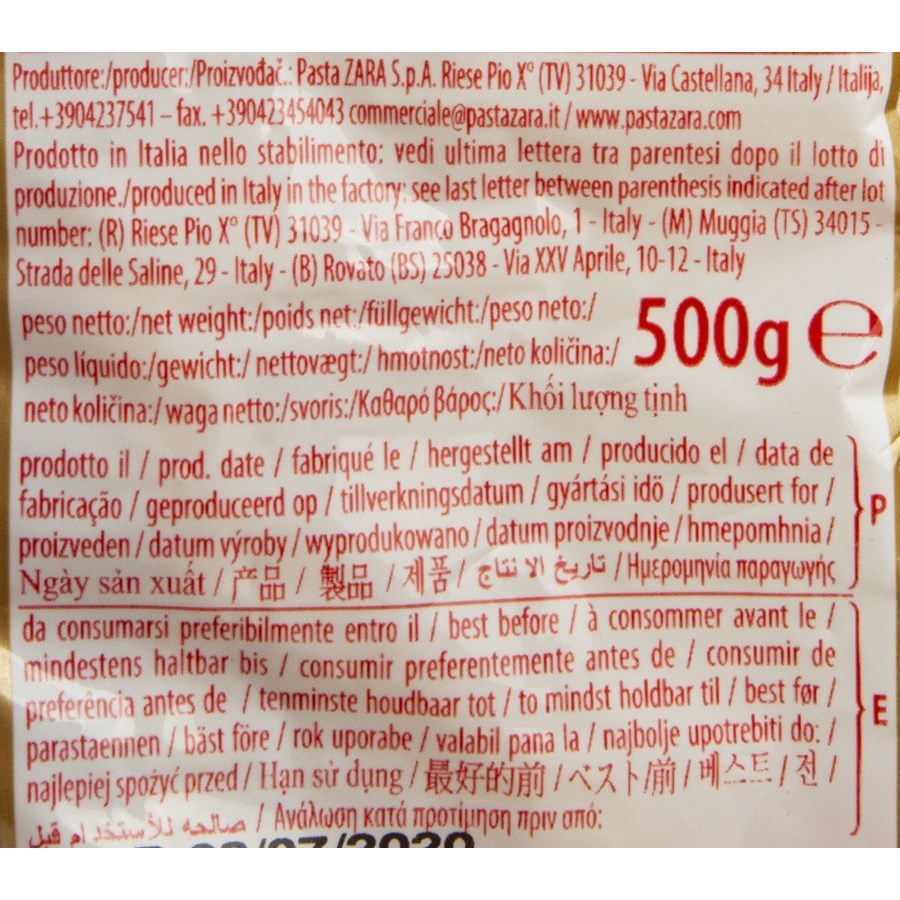 Produttore:/producer:/Proizvođač.: Pasta ZARA S.p.A. Riese Pio X° (TV) 31039 - Via Castellana, 34 Italy / Italija,
tel.+3904237541 – fax. +390423454043 commerciale@pastazara.it / www.pastazara.com
Prodotto in Italia nello stabilimento: vedi ultima lettera tra parentesi dopo il lotto di
produzione./produced in Italy in the factory: see last letter between parenthesis indicated after lot
number: (R) Riese Pio X° (TV) 31039 - Via Franco Bragagnolo, 1 - Italy - (M) Muggia (TS) 34015 -
Strada delle Saline, 29 - Italy - (B) Rovato (BS) 25038 - Via XXV Aprile, 10-12 - Italy
peso netto:/net weight:/poids net:/füllgewicht:/peso neto:/
peso líquido:/gewicht:/ nettovægt:/ hmotnost:/neto količina:/ 500g ℮
neto količina:/ waga netto:/svoris:/Καθαρό βάρος:/ Khối lượng tịnh
prodotto il / prod. date / fabriqué le / hergestellt am / producido el / data de
fabricação / geproduceerd op / tillverkningsdatum / gyártási idö / produsert for /
proizveden / datum výroby / wyprodukowano / datum proizvodnje / hmepomhnia /
Ngày sản xuất / 产品 / 製品 / 제품 / تاريخ الا نتاج / Ημερομηνία παραγωγής
P
da consumarsi preferibilmente entro il / best before / à consommer avant le /
mindestens haltbar bis / consumir preferentemente antes de / consumir de
preferência antes de / tenminste houdbaar tot / to mindst holdbar til / best før /
parastaennen / bäst före / rok uporabe / valabil pana la / najbolje upotrebiti do: /
najlepiej spożyć przed / Hạn sử dụng / 最好的前 / ベスト/前 / 베스트 / 전 /
صالحه للأستخدام قبل / Ανάλωση κατά προτίμηση πριν από:
E